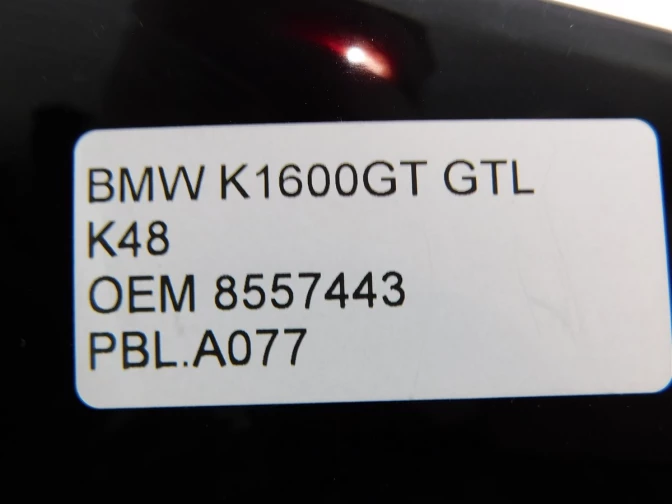 BMW K1600GT GTL
K48
OEM 8557443
PBL.A077